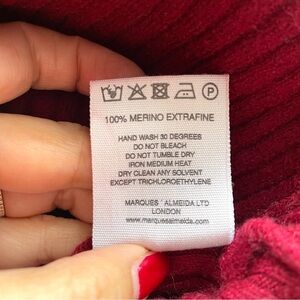 P
100% MERINO EXTRAFINE
HAND WASH 30 DEGREES
DO NOT BLEACH
DO NOT TUMBLE DRY
IRON MEDIUM HEAT
DRY CLEAN ANY SOLVENT
EXCEPT TRICHLOROETHYLENE
MARQUES ' ALMEIDA LTD
LONDON
www.marquesalmeida.com